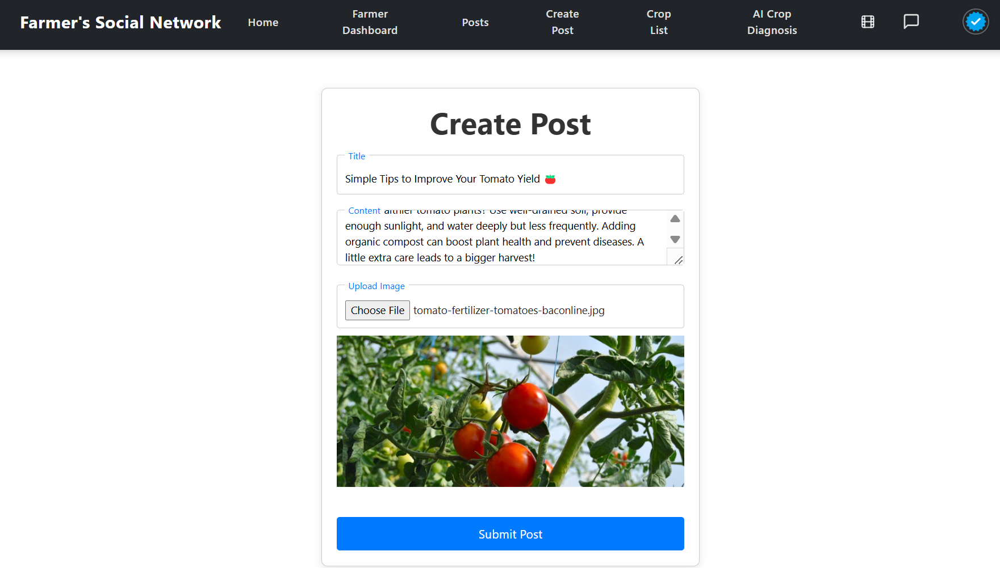 Farmer's Social Network
Home
Farmer
Dashboard
Posts
Create
Post
Crop
List
AI Crop
Diagnosis
Create Post
Title
Simple Tips to Improve Your Tomato Yield 🍅
Content
tomato plants! Use well-drained soil, provide
enough sunlight, and water deeply but less frequently. Adding
organic compost can boost plant health and prevent diseases. A
little extra care leads to a bigger harvest!
Upload Image
Choose File tomato-fertilizer-tomatoes-baconline.jpg
Submit Post